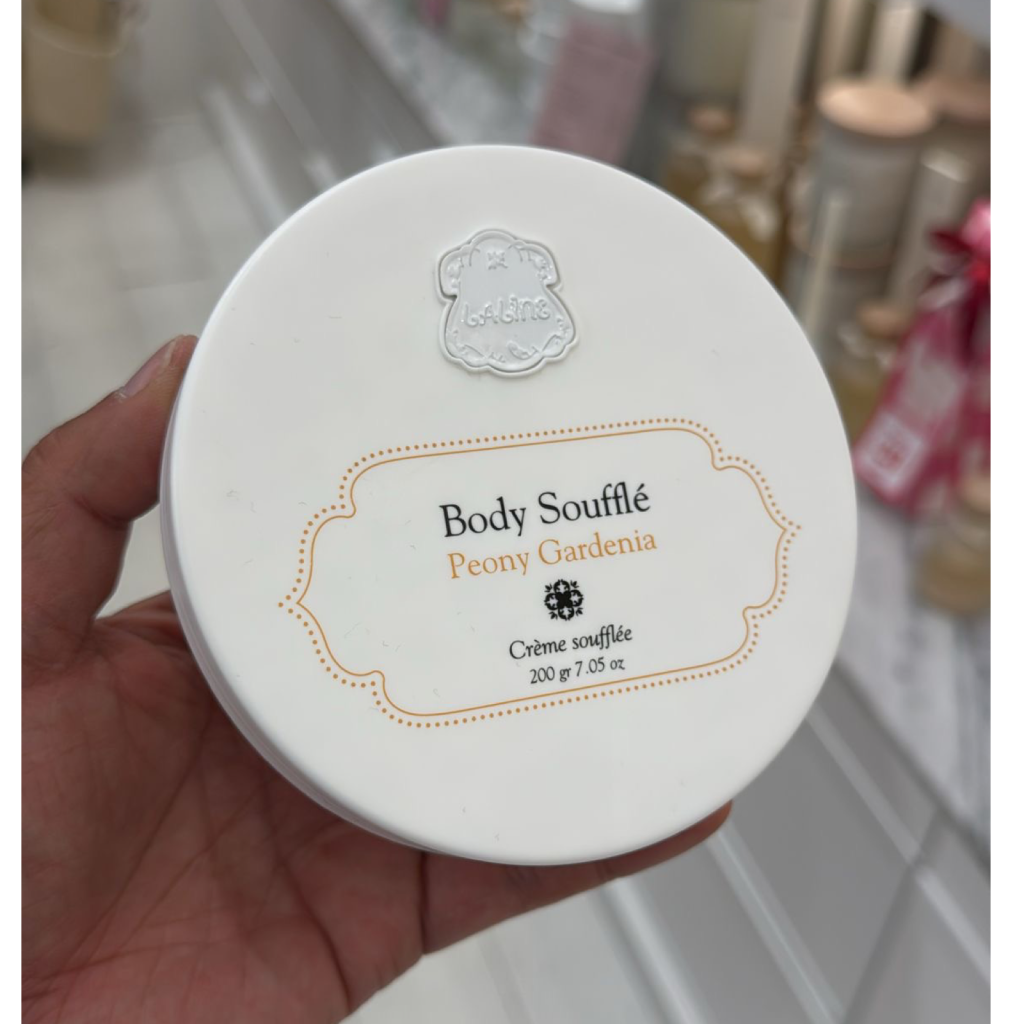 LALINE
Body Soufflé
Peony Gardenia
Crème soufflée
200 gr 7.05 oz